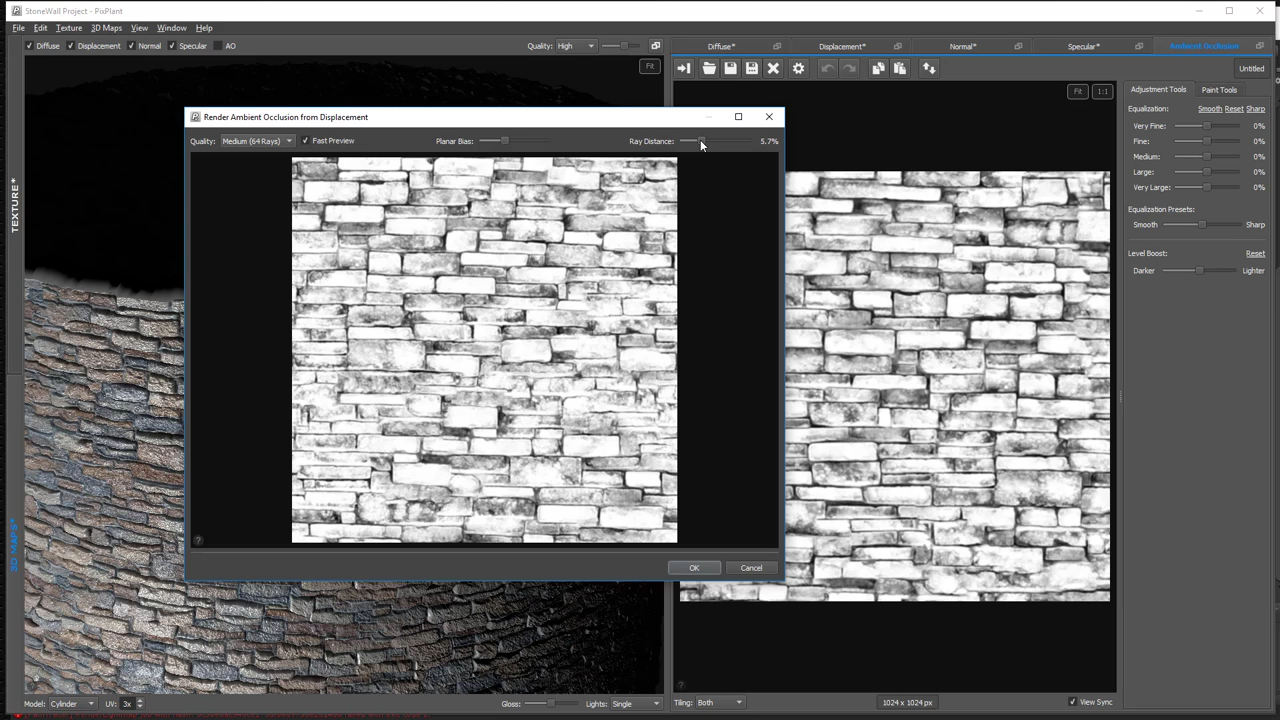 StoneWall Project - PixPlant
File Edit Texture 3D Maps View Window Help
Diffuse Displacement Normal Specular AO Quality: High
Fit
TEXTURE*
3D MAPS*
Diffuse* Displacement* Normal* Specular* Ambient Occlusion
Untitled
Fit 1:1
Adjustment Tools Paint Tools
Equalization: Smooth Reset Sharp
Very Fine: 0%
Fine: 0%
Medium: 0%
Large: 0%
Very Large: 0%
Equalization Presets:
Smooth Sharp
Level Boost: Reset
Darker Lighter
Render Ambient Occlusion from Displacement
Quality: Medium (64 Rays) Fast Preview Planar Bias: Ray Distance: 5.7%
?
OK Cancel
Model: Cylinder UV: 3x Gloss: Lights: Single
Tiling: Both 1024 x 1024 px View Sync